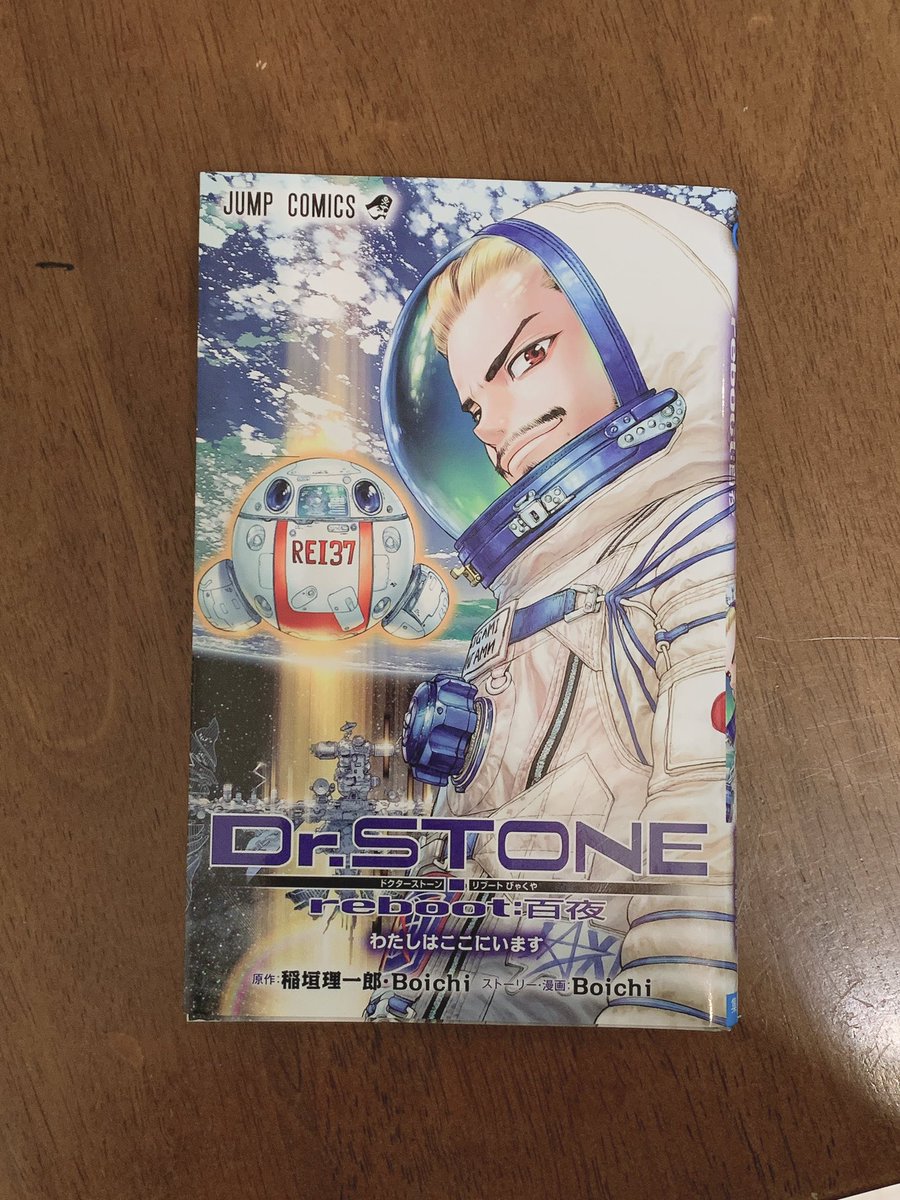 JUMP COMICS
REI37
Dr.STONE
ドクターストーン リブート びゃくや
reboot:百夜
わたしはここにいます
原作:稲垣理一郎・Boichi ストーリー・漫画:Boichi